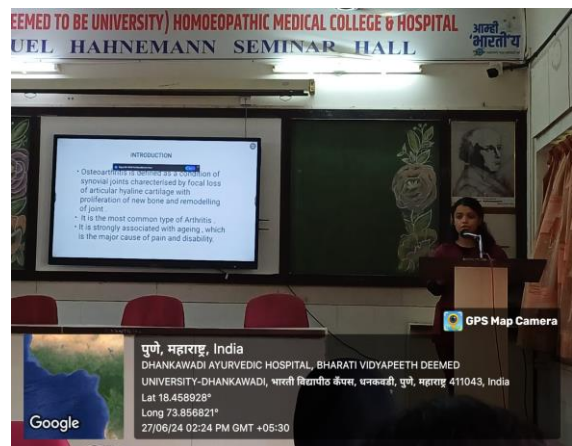 EEMED TO BE UNIVERSITY) HOMOEOPATHIC MEDICAL COLLEGE & HOSPITAL
UEL HAHNEMANN SEMINAR HALL
आम्ही
'भारती'य
INTRODUCTION
• Osteoarthritis is defined as a condition of
synovial joints charecterised by focal loss
of articular hyaline cartilage with
proliferation of new bone and remodelling
of joint .
• It is the most common type of Arthritis .
• It is strongly associated with ageing , which
is the major cause of pain and disability.
GPS Map Camera
पुणे, महाराष्ट्र, India
DHANKAWADI AYURVEDIC HOSPITAL, BHARATI VIDYAPEETH DEEMED
UNIVERSITY-DHANKAWADI, भारती विद्यापीठ कॅंपस, धनकवडी, पुणे, महाराष्ट्र 411043, India
Lat 18.458928°
Long 73.856821°
27/06/24 02:24 PM GMT +05:30
Google